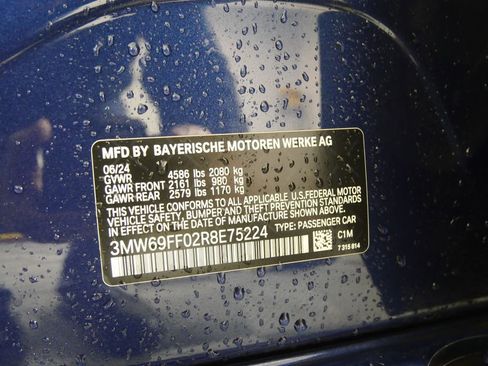 MFD BY BAYERISCHE MOTOREN WERKE AG
06/24
GVWR 4586 lbs 2080 kg
GAWR FRONT 2161 lbs 980 kg
GAWR REAR 2579 lbs 1170 kg
THIS VEHICLE CONFORMS TO ALL APPLICABLE U.S.FEDERAL MOTOR
VEHICLE SAFETY, BUMPER AND THEFT PREVENTION STANDARDS
IN EFFECT ON THE DATE OF MANUFACTURE SHOWN ABOVE.
3MW69FF02R8E75224 TYPE: PASSENGER CAR
C1M
7 315 814